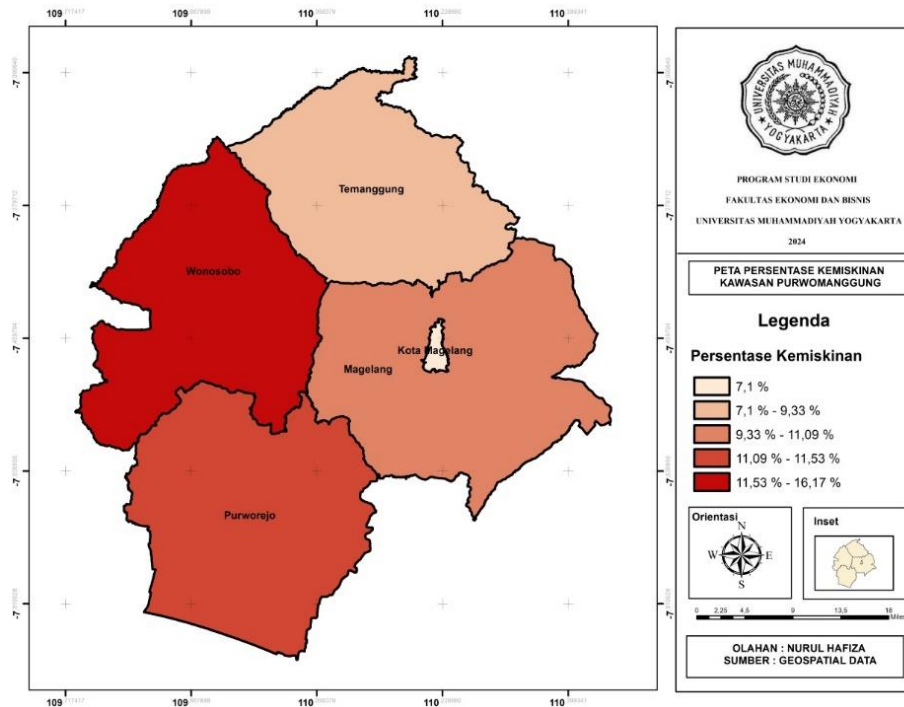 109.717417
110.
110.
110.
Temanggung
Wonosobo
Kota Magelang
Magelang
Purworejo
109.717417
110.
110.
110.
UNIVERSITAS MUHAMMADIYAH
YOGYAKARTA
PROGRAM STUDI EKONOMI
FAKULTAS EKONOMI DAN BISNIS
UNIVERSITAS MUHAMMADIYAH YOGYAKARTA
2024
PETA PERSENTASE KEMISKINAN
KAWASAN PURWOMANGGUNG
Legenda
Persentase Kemiskinan
7,1 %
7,1 % - 9,33 %
9,33 % - 11,09 %
11,09 % - 11,53 %
11,53 % - 16,17 %
Orientasi
N
W E
S
Inset
0 2,25 4,5 9 13,5 18
Miles
OLAHAN : NURUL HAFIZA
SUMBER : GEOSPATIAL DATA